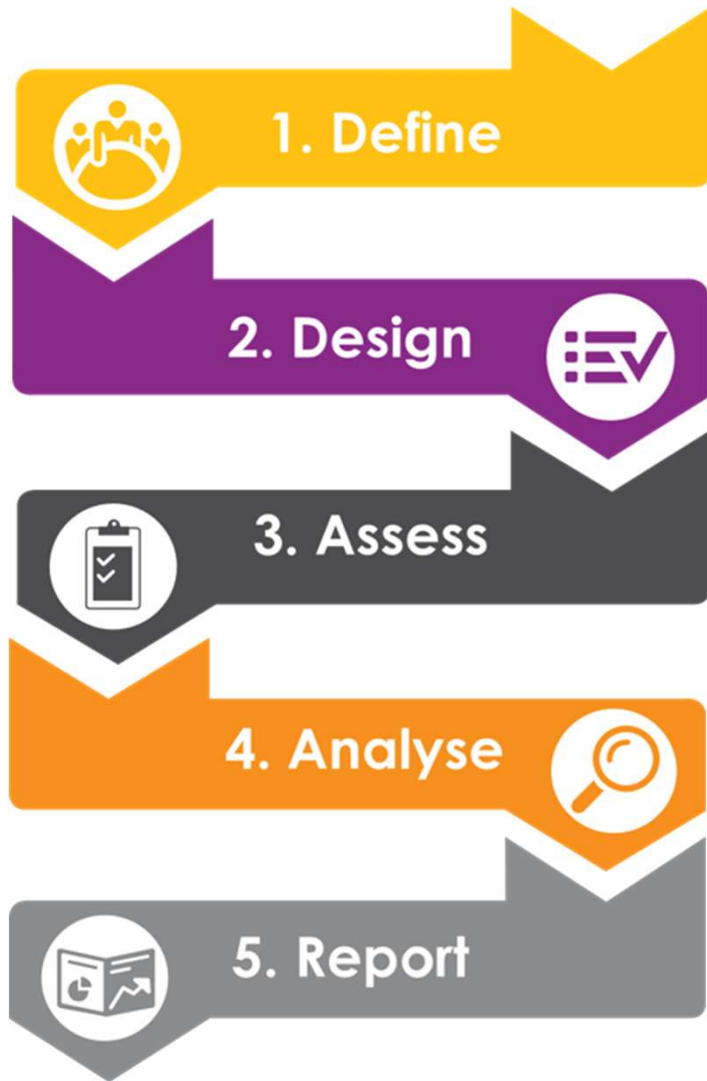 1. Define
2. Design
3. Assess
4. Analyse
5. Report